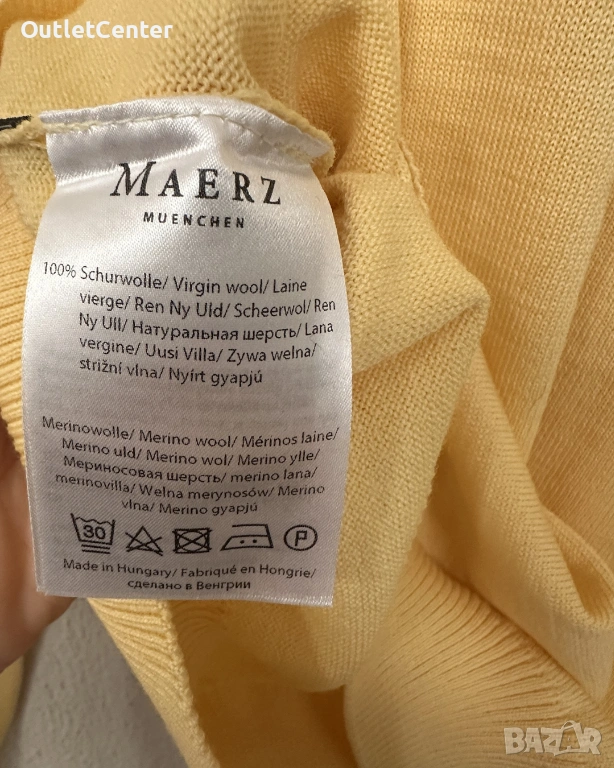 OutletCenter
MAERZ
MUENCHEN
100% Schurwolle/ Virgin wool/ Laine
vierge/ Ren Ny Uld/ Scheerwol/ Ren
Ny Ull/ Натуральная шерсть/ Lana
vergine/ Uusi Villa/ Zywa welna/
strižní vlna/ Nyírt gyapjú
Merinowolle/ Merino wool/ Mérinos laine/
Merino uld/ Merino wol/ Merino ylle/
Мериносовая шерсть/ merino lana/
merinovilla/ Wełna merynosów/ Merino
vlna/ Merino gyapjú
30
P
Made in Hungary/ Fabriqué en Hongrie/
сделано в Венгрии
BAZAR